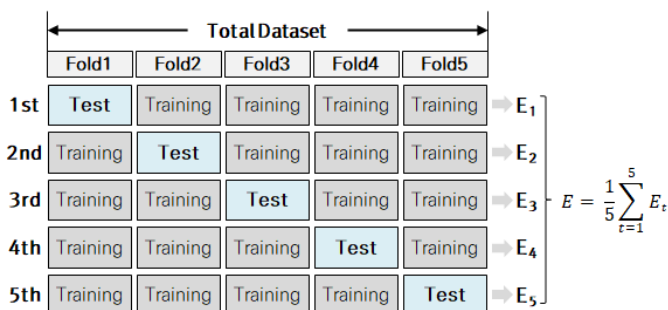 Total Dataset
Fold1 Fold2 Fold3 Fold4 Fold5
1st Test Training Training Training Training E₁
2nd Training Test Training Training Training E₂
3rd Training Training Test Training Training E₃
4th Training Training Training Test Training E₄
5th Training Training Training Training Test E₅
E = 1/5 ∑_{t=1}^{5} E_t